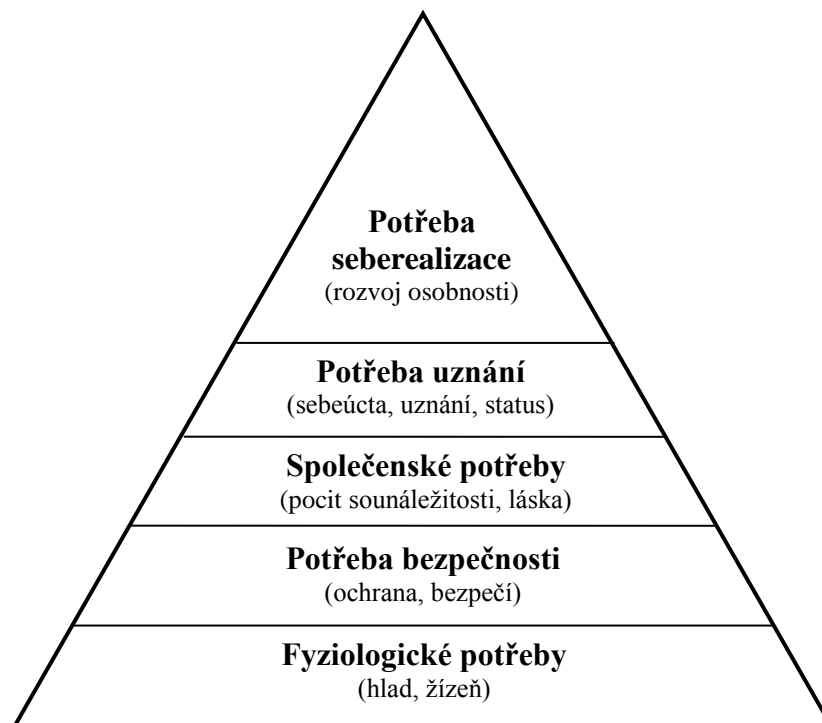 Potřeba
seberealizace
(rozvoj osobnosti)
Potřeba uznání
(sebeúcta, uznání, status)
Společenské potřeby
(pocit sounáležitosti, láska)
Potřeba bezpečnosti
(ochrana, bezpečí)
Fyziologické potřeby
(hlad, žízeň)